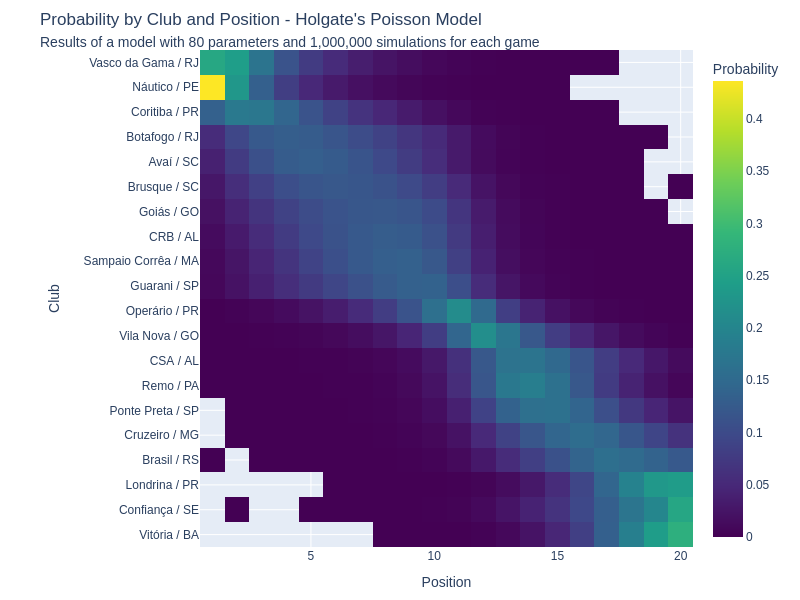 Probability by Club and Position - Holgate's Poisson Model
Results of a model with 80 parameters and 1,000,000 simulations for each game
Probability
Club
Vasco da Gama / RJ
Náutico / PE
Coritiba / PR
Botafogo / RJ
Avaí / SC
Brusque / SC
Goiás / GO
CRB / AL
Sampaio Corrêa / MA
Guarani / SP
Operário / PR
Vila Nova / GO
CSA / AL
Remo / PA
Ponte Preta / SP
Cruzeiro / MG
Brasil / RS
Londrina / PR
Confiança / SE
Vitória / BA
0.4
0.35
0.3
0.25
0.2
0.15
0.1
0.05
0
5
10
15
20
Position